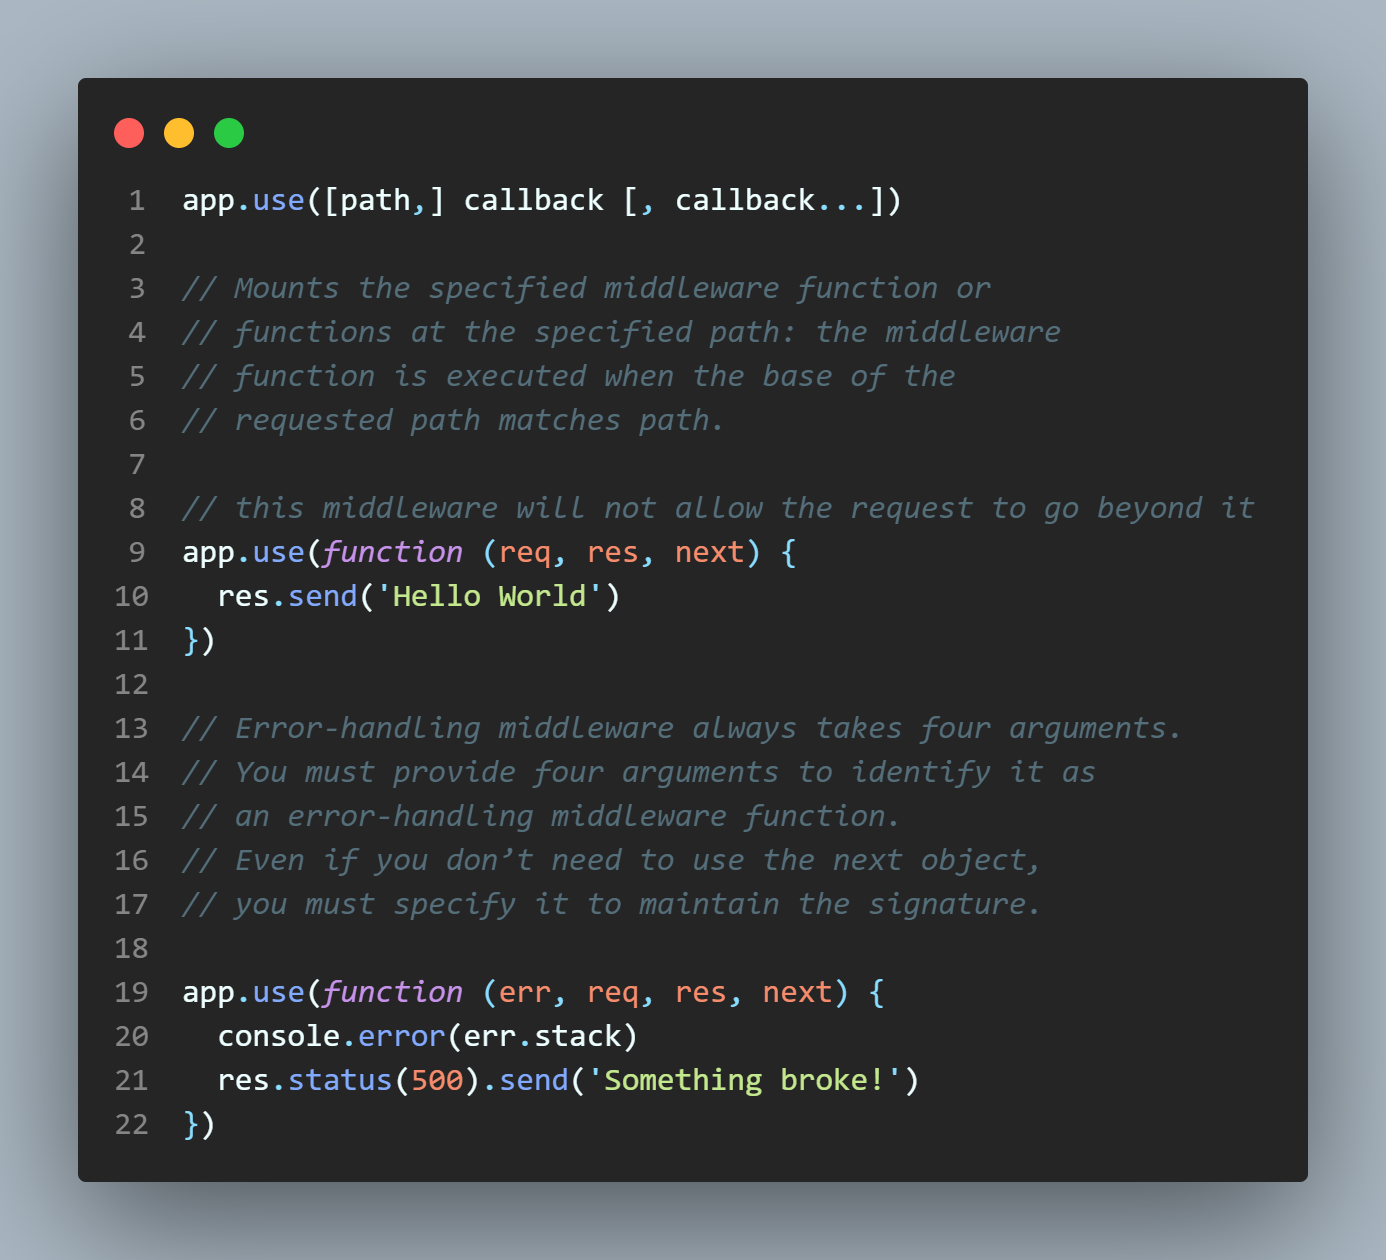 1 app.use([path,] callback [, callback...])
2
3 // Mounts the specified middleware function or
4 // functions at the specified path: the middleware
5 // function is executed when the base of the
6 // requested path matches path.
7
8 // this middleware will not allow the request to go beyond it
9 app.use(function (req, res, next) {
10   res.send('Hello World')
11 })
12
13 // Error-handling middleware always takes four arguments.
14 // You must provide four arguments to identify it as
15 // an error-handling middleware function.
16 // Even if you don’t need to use the next object,
17 // you must specify it to maintain the signature.
18
19 app.use(function (err, req, res, next) {
20   console.error(err.stack)
21   res.status(500).send('Something broke!')
22 })